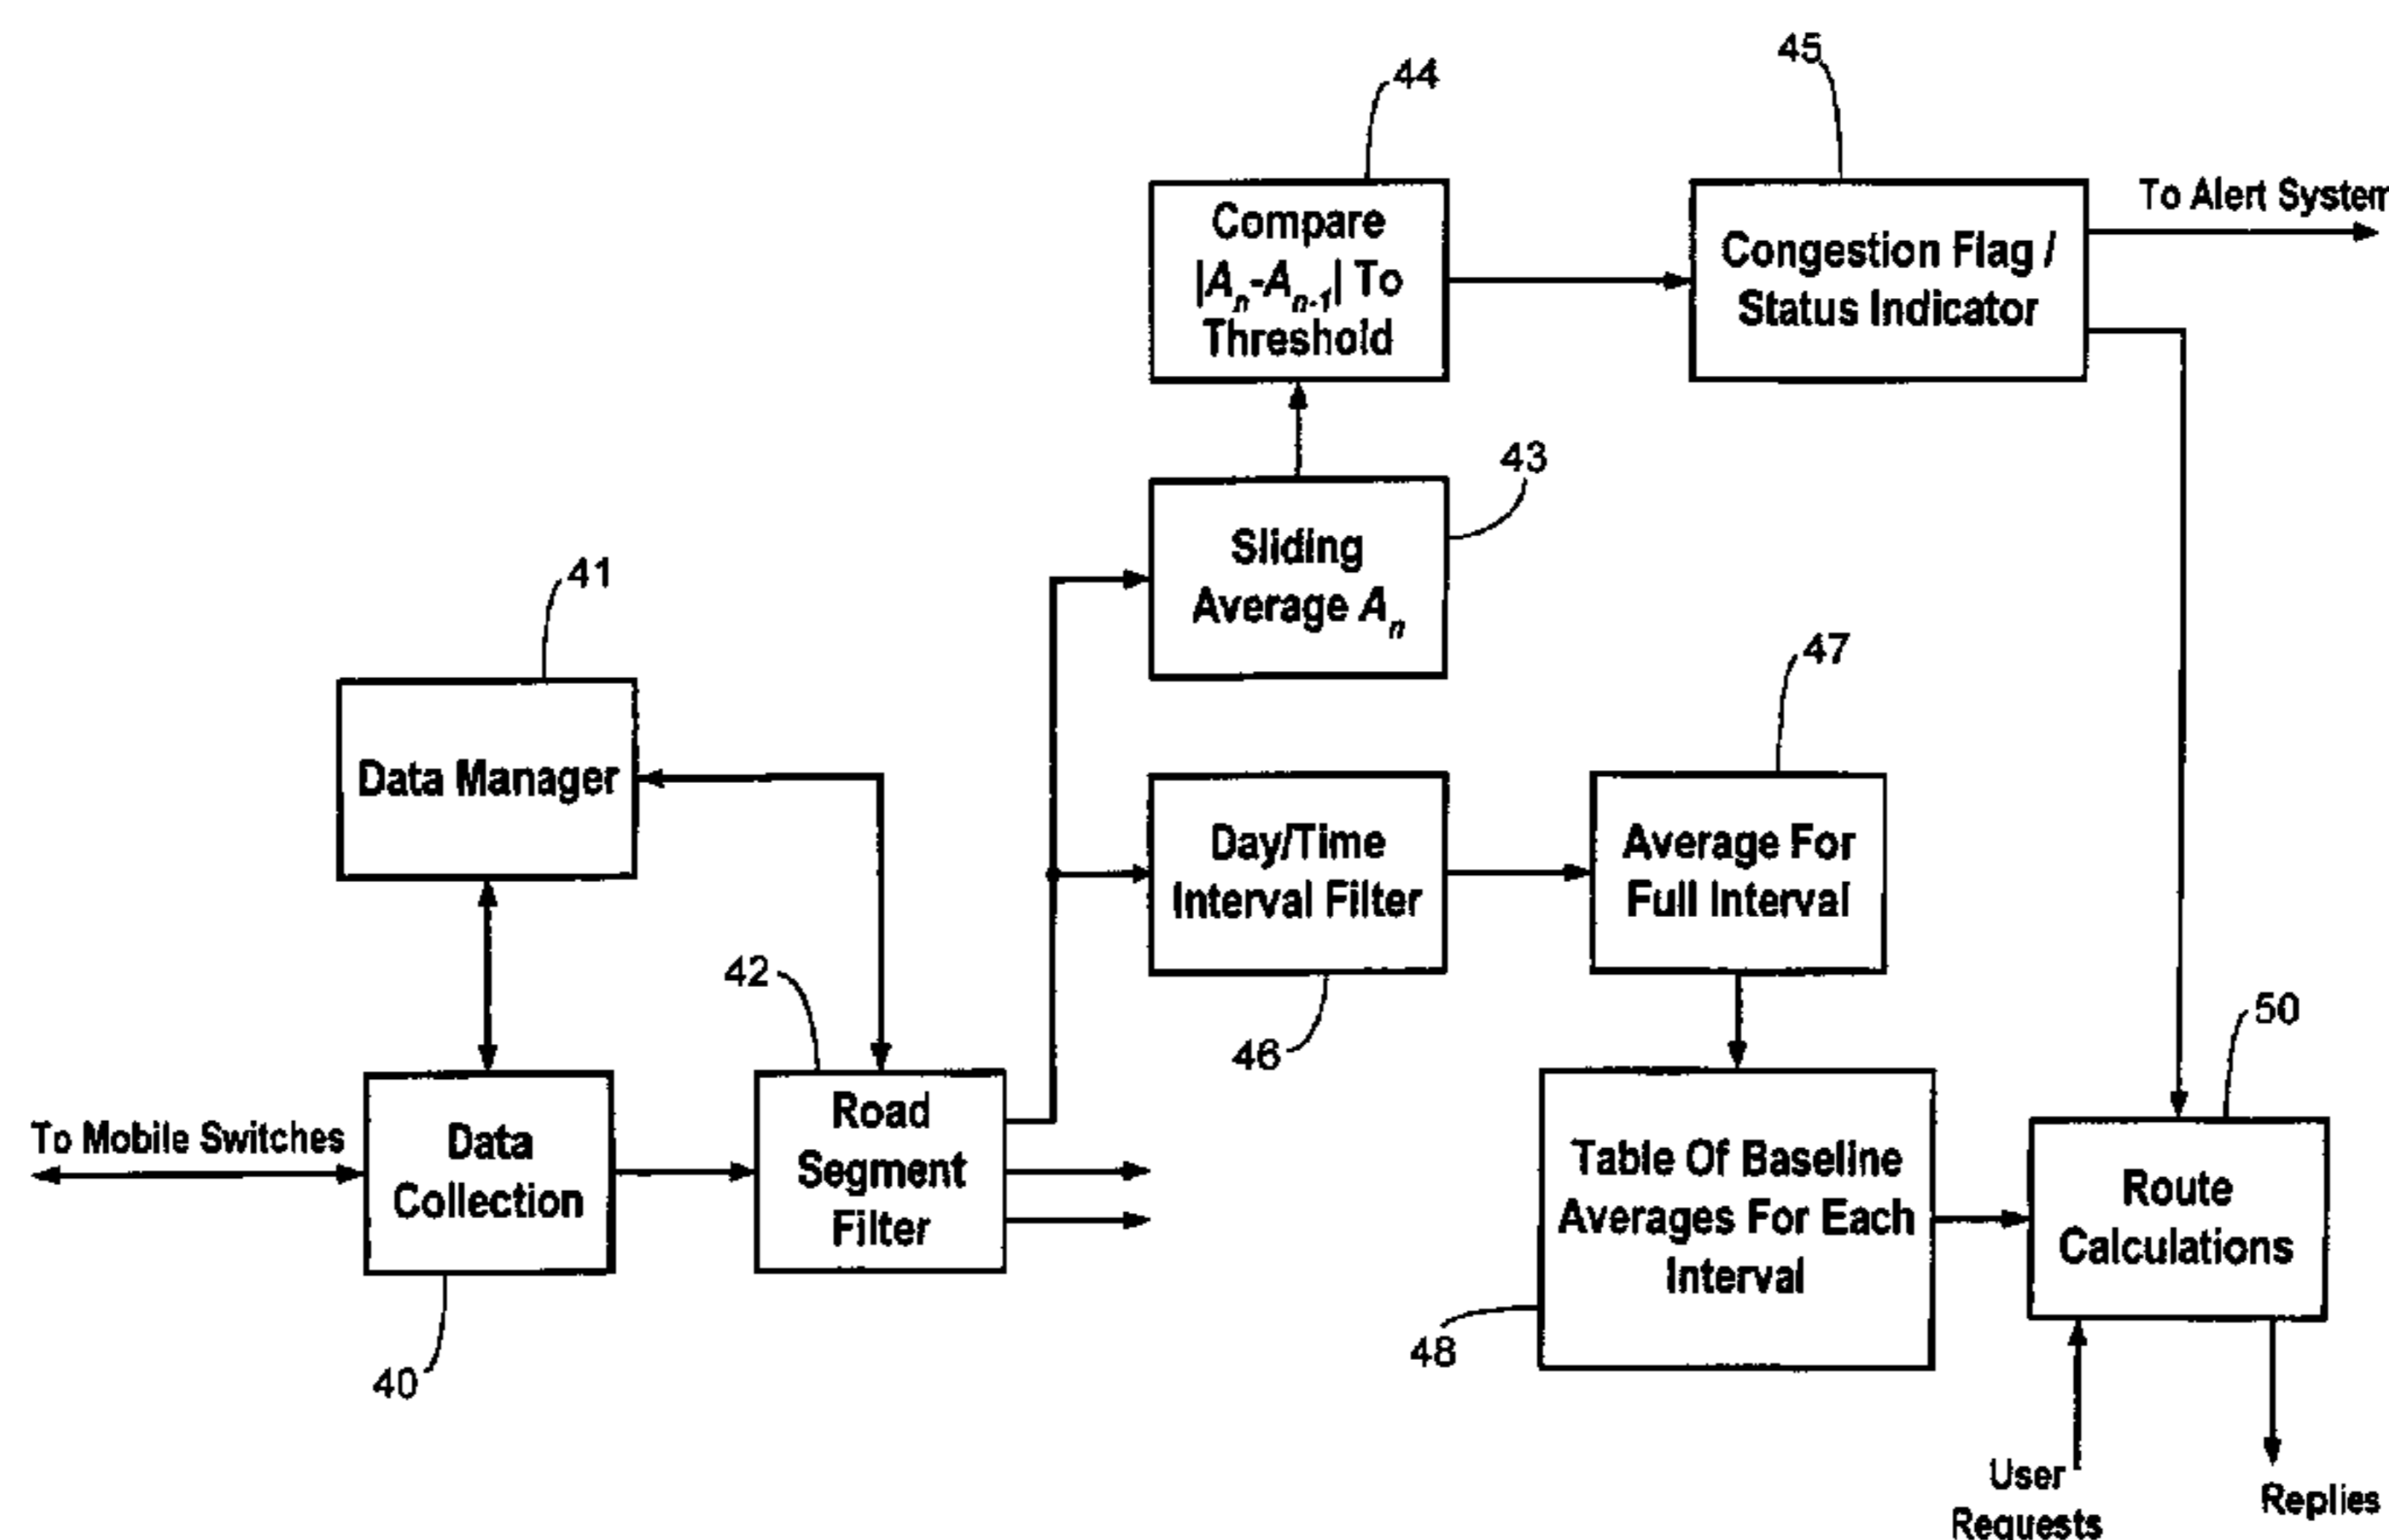 45
44
To Alert System
Compare
|Aₙ-Aₙ₋₁| To
Threshold
Congestion Flag /
Status Indicator
43
Sliding
Average Aₙ
41
47
Data Manager
Day/Time
Interval Filter
Average For
Full Interval
42
46
50
To Mobile Switches
Data
Collection
Road
Segment
Filter
Table Of Baseline
Averages For Each
Interval
Route
Calculations
48
40
User
Requests
Replies